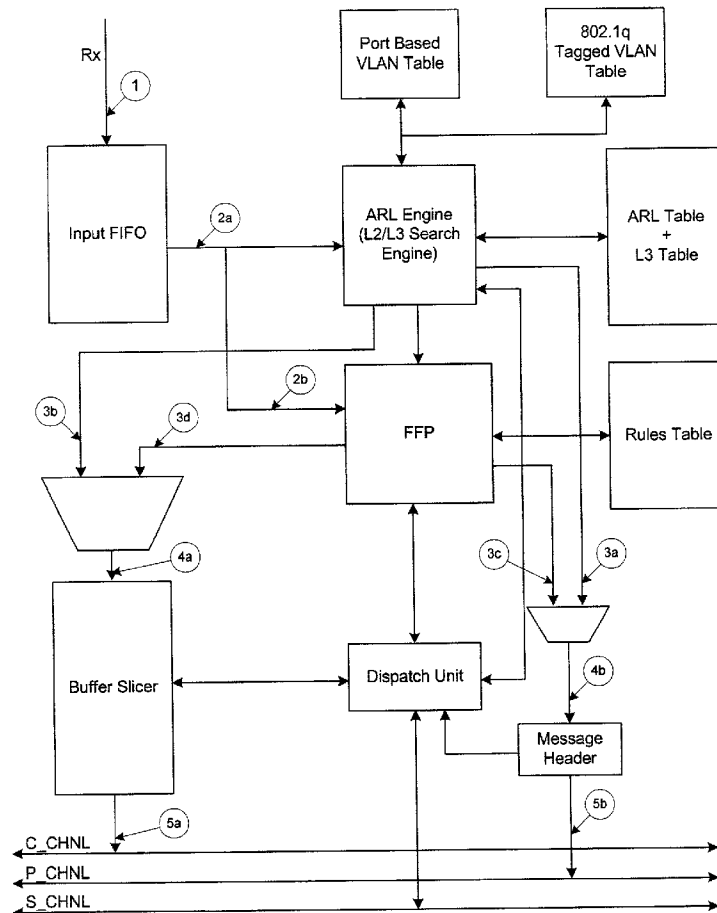 Port Based
VLAN Table
802.1q
Tagged VLAN
Table
Rx
1
Input FIFO
2a
ARL Engine
(L2/L3 Search
Engine)
ARL Table
+
L3 Table
2b
3b
3d
FFP
Rules Table
4a
3c
3a
Buffer Slicer
Dispatch Unit
4b
Message
Header
5a
5b
C_CHNL
P_CHNL
S_CHNL